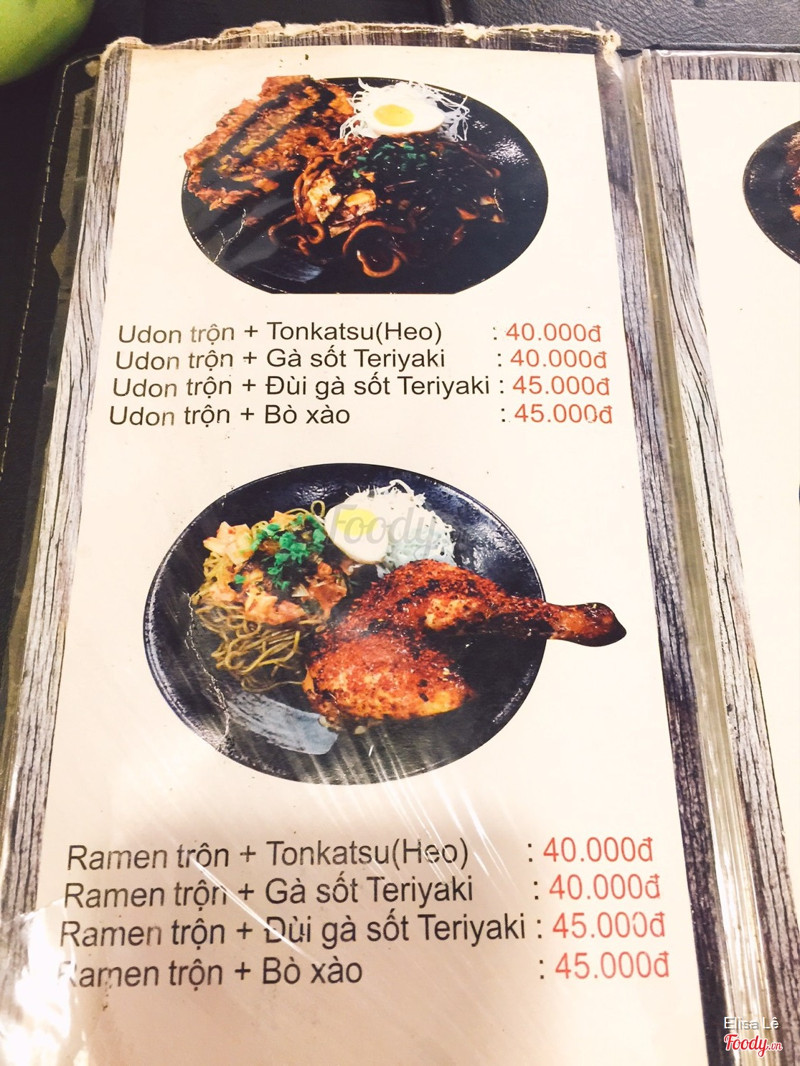 Udon trộn + Tonkatsu(Heo) : 40.000đ
Udon trộn + Gà sốt Teriyaki : 40.000đ
Udon trộn + Đùi gà sốt Teriyaki : 45.000đ
Udon trộn + Bò xào : 45.000đ
Foody
Ramen trộn + Tonkatsu(Heo) : 40.000đ
Ramen trộn + Gà sốt Teriyaki : 40.000đ
Ramen trộn + Đùi gà sốt Teriyaki : 45.000đ
Ramen trộn + Bò xào : 45.000đ
Elisa Lê
Foody.vn